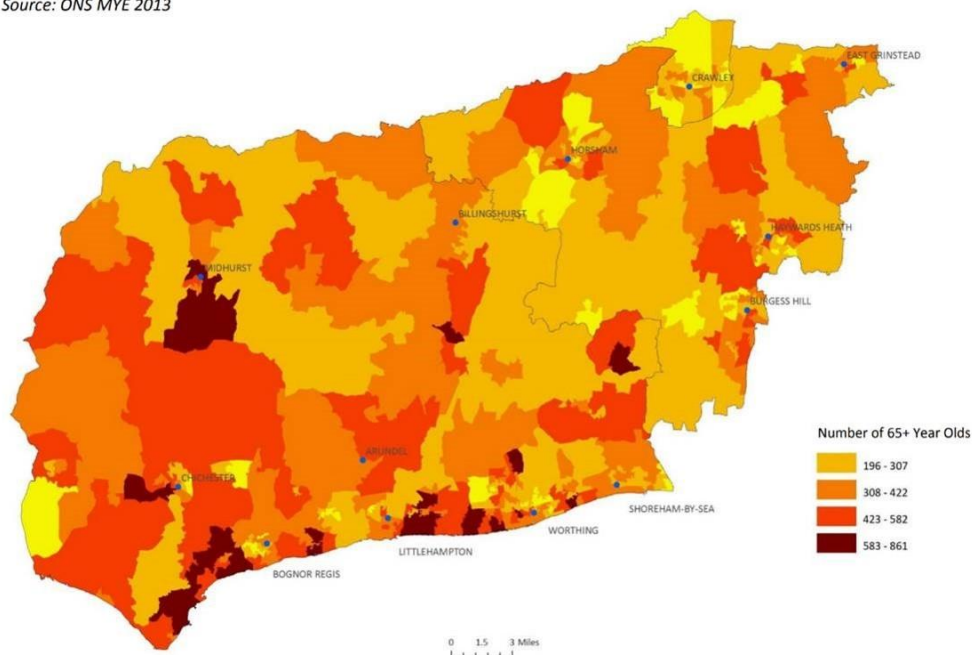 Source: ONS MYE 2013
EAST GRINSTEAD
CRAWLEY
HORSHAM
BILLINGSHURST
HAYWARDS HEATH
MIDHURST
BURGESS HILL
Number of 65+ Year Olds
196 - 307
308 - 422
423 - 582
583 - 861
ARUNDEL
CHICHESTER
SHOREHAM-BY-SEA
WORTHING
LITTLEHAMPTON
BOGNOR REGIS
0 1.5 3 Miles